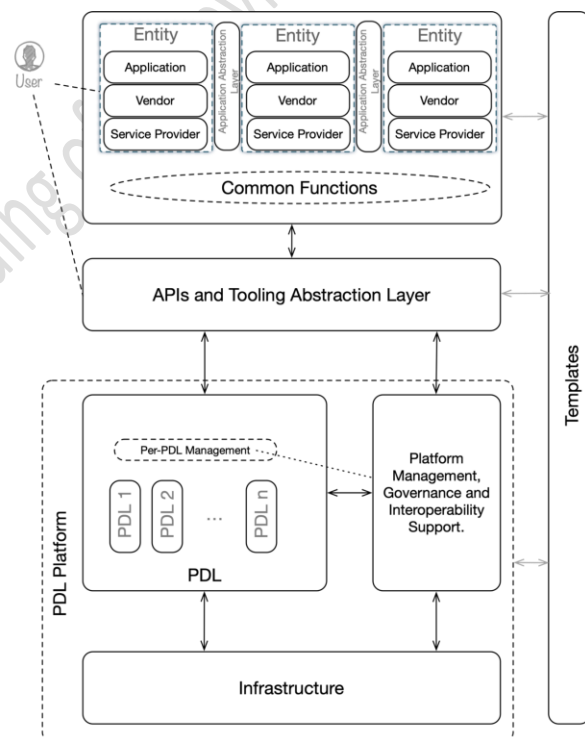 User
Entity
Application
Vendor
Service Provider
Application Abstraction
Layer
Entity
Application
Vendor
Service Provider
Application Abstraction
Layer
Entity
Application
Vendor
Service Provider
Common Functions
APIs and Tooling Abstraction Layer
Templates
PDL Platform
Per-PDL Management
PDL 1
PDL 2
...
PDL n
PDL
Platform
Management,
Governance and
Interoperability
Support.
Infrastructure